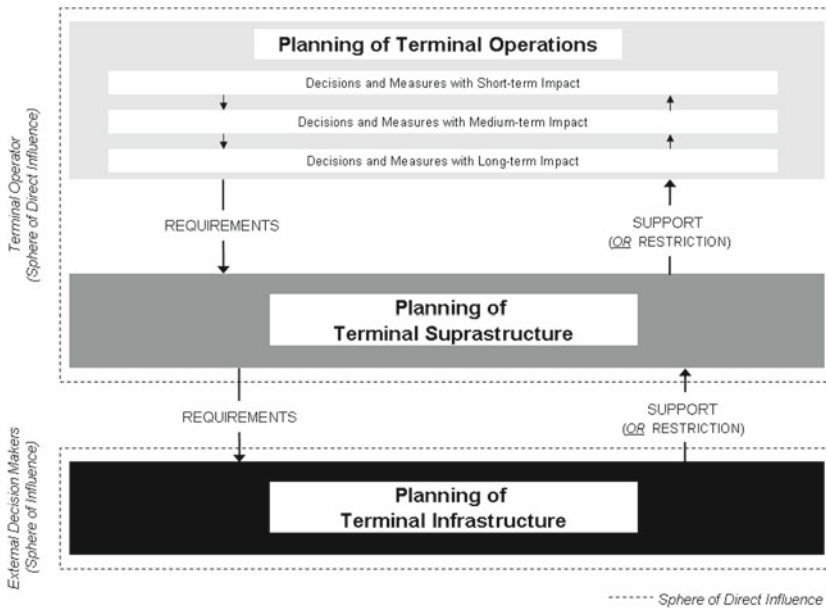 Planning of Terminal Operations
Decisions and Measures with Short-term Impact
Decisions and Measures with Medium-term Impact
Decisions and Measures with Long-term Impact
Terminal Operator
(Sphere of Direct Influence)
REQUIREMENTS
SUPPORT
(OR RESTRICTION)
Planning of
Terminal Suprastructure
REQUIREMENTS
SUPPORT
(OR RESTRICTION)
External Decision Makers
(Sphere of Influence)
Planning of
Terminal Infrastructure
Sphere of Direct Influence